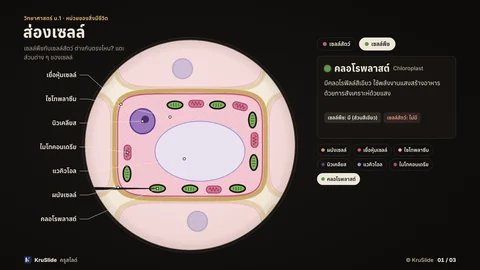 วิทยาศาสตร์ ม.1 · หน่วยของสิ่งมีชีวิต
ส่องเซลล์
เซลล์พืชกับเซลล์สัตว์ ต่างกันตรงไหน? แตะ
ส่วนต่าง ๆ ของเซลล์
เยื่อหุ้มเซลล์
ไซโทพลาซึม
นิวเคลียส
ไมโทคอนเดรีย
แวคิวโอล
ผนังเซลล์
คลอโรพลาสต์
เซลล์สัตว์
เซลล์พืช
คลอโรพลาสต์ Chloroplast
มีคลอโรฟิลล์สีเขียว ใช้พลังงานแสงสร้างอาหาร
ด้วยการสังเคราะห์ด้วยแสง
เซลล์พืช: มี (ส่วนสีเขียว)
เซลล์สัตว์: ไม่มี
ผนังเซลล์
เยื่อหุ้มเซลล์
ไซโทพลาซึม
นิวเคลียส
แวคิวโอล
ไมโทคอนเดรีย
คลอโรพลาสต์
KruSlide ครูสไลด์
© KruSlide 01 / 03